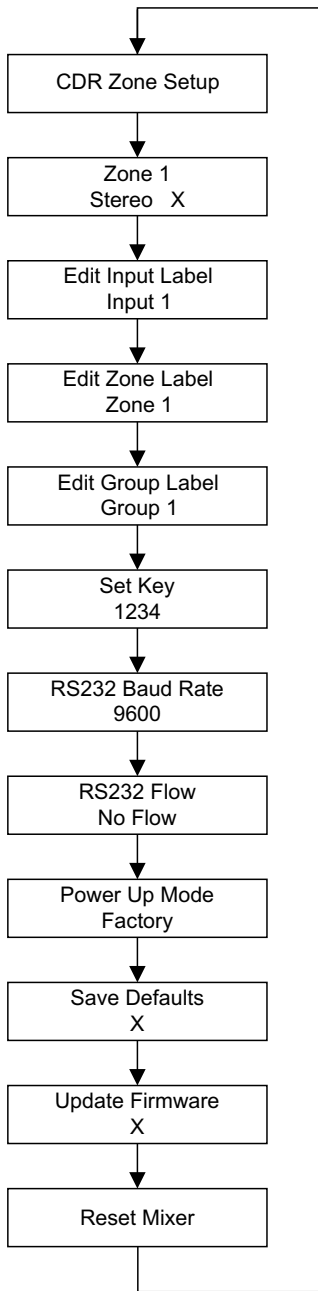 CDR Zone Setup
Zone 1
Stereo X
Edit Input Label
Input 1
Edit Zone Label
Zone 1
Edit Group Label
Group 1
Set Key
1234
RS232 Baud Rate
9600
RS232 Flow
No Flow
Power Up Mode
Factory
Save Defaults
X
Update Firmware
X
Reset Mixer